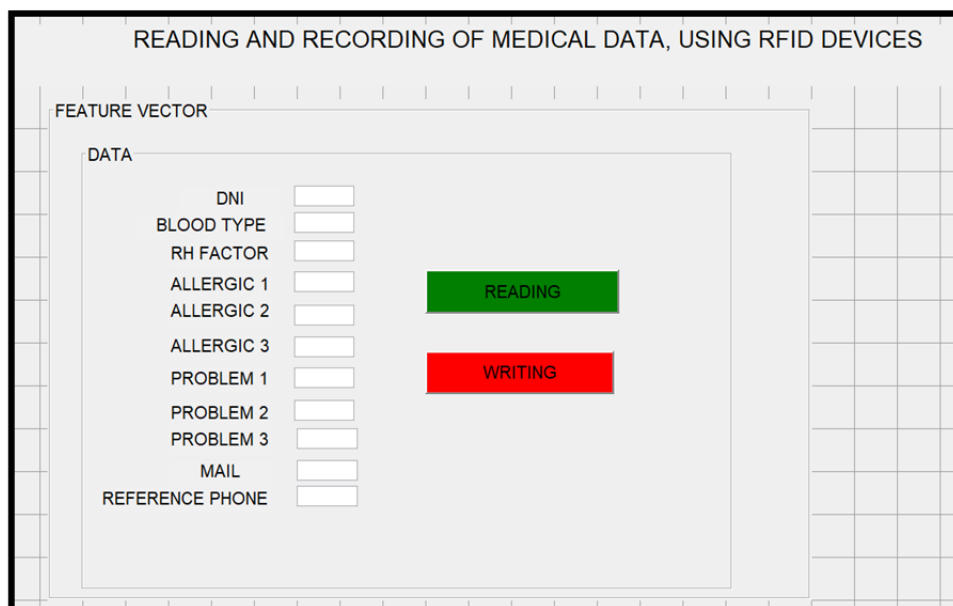 READING AND RECORDING OF MEDICAL DATA, USING RFID DEVICES
FEATURE VECTOR
DATA
DNI
BLOOD TYPE
RH FACTOR
ALLERGIC 1
READING
ALLERGIC 2
ALLERGIC 3
PROBLEM 1
WRITING
PROBLEM 2
PROBLEM 3
MAIL
REFERENCE PHONE